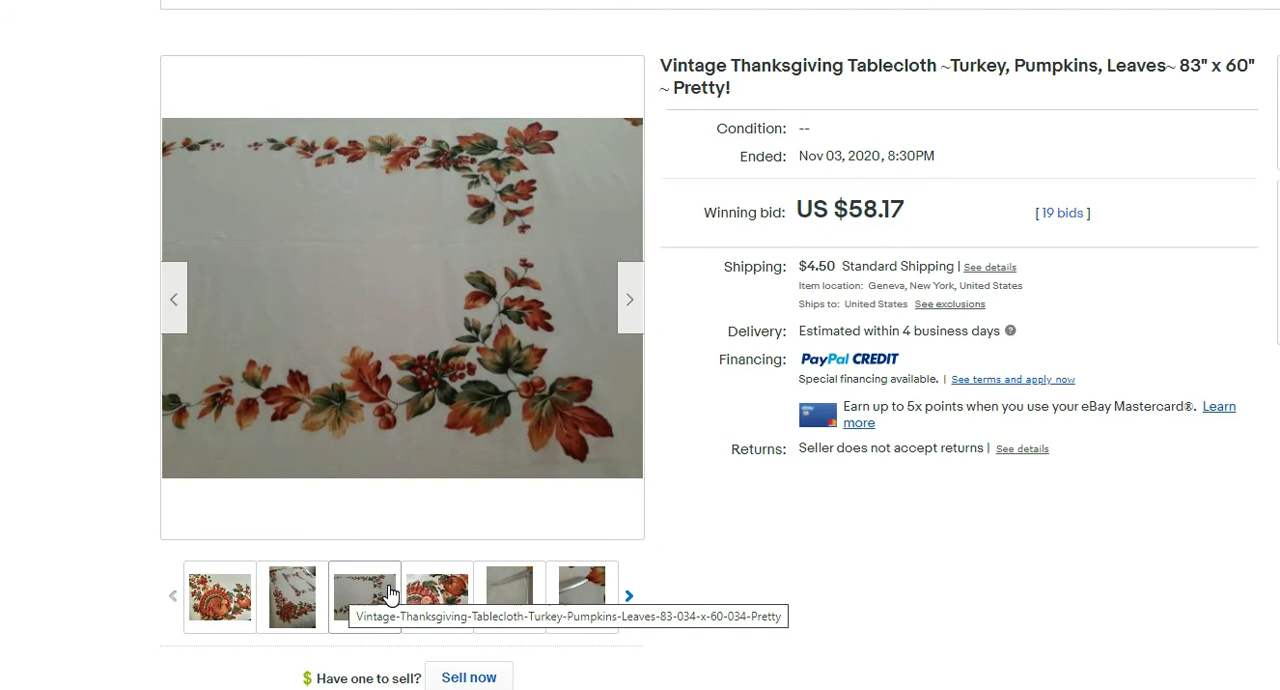 Vintage Thanksgiving Tablecloth ~Turkey, Pumpkins, Leaves~ 83" x 60"
~ Pretty!
Condition: --
Ended: Nov 03, 2020, 8:30PM
Winning bid: US $58.17 [ 19 bids ]
Shipping: $4.50 Standard Shipping | See details
Item location: Geneva, New York, United States
Ships to: United States See exclusions
Delivery: Estimated within 4 business days
Financing: PayPal CREDIT
Special financing available. | See terms and apply now
Earn up to 5x points when you use your eBay Mastercard®. Learn
more
Returns: Seller does not accept returns | See details
Vintage-Thanksgiving-Tablecloth-Turkey-Pumpkins-Leaves-83-034-x-60-034-Pretty
$ Have one to sell? Sell now